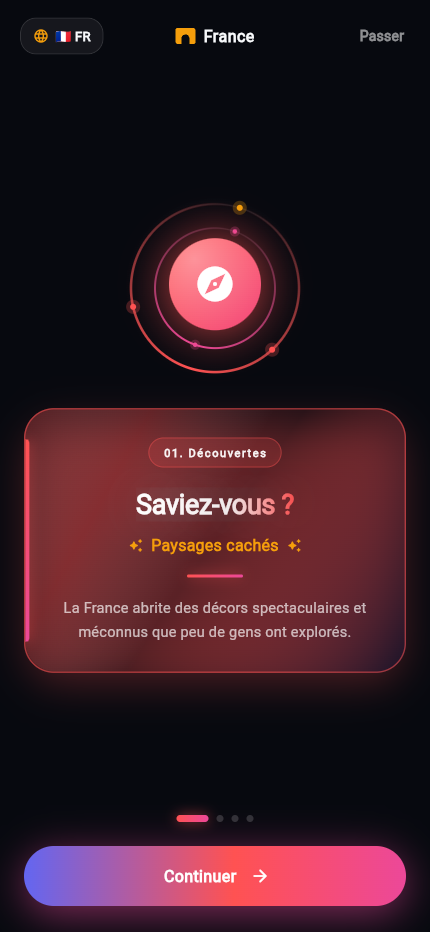 🇫🇷 FR
France
Passer
01. Découvertes
Saviez-vous ?
Paysages cachés
La France abrite des décors spectaculaires et
méconnus que peu de gens ont explorés.
Continuer →